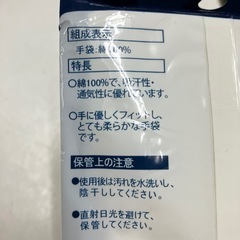 組成表示
手袋:綿100%
特長
○綿100%で、吸汗性・
通気性に優れています。
○手に優しくフィットし、
とても柔らかな手袋
です。
保管上の注意
●使用後は汚れを水洗いし、
陰干ししてください。
●直射日光を避けて、
保管してください。